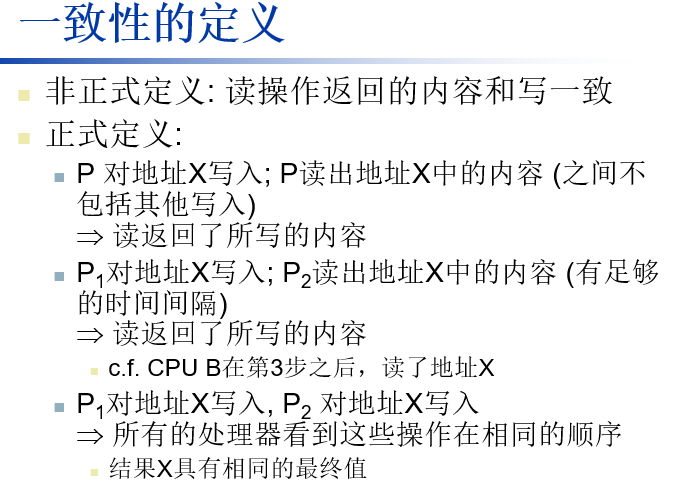 一致性的定义
非正式定义: 读操作返回的内容和写一致
正式定义:
P 对地址X写入; P读出地址X中的内容 (之间不
包括其他写入)
⇒ 读返回了所写的内容
P₁对地址X写入; P₂读出地址X中的内容 (有足够
的时间间隔)
⇒ 读返回了所写的内容
c.f. CPU B在第3步之后，读了地址X
P₁对地址X写入, P₂ 对地址X写入
⇒ 所有的处理器看到这些操作在相同的顺序
结果X具有相同的最终值